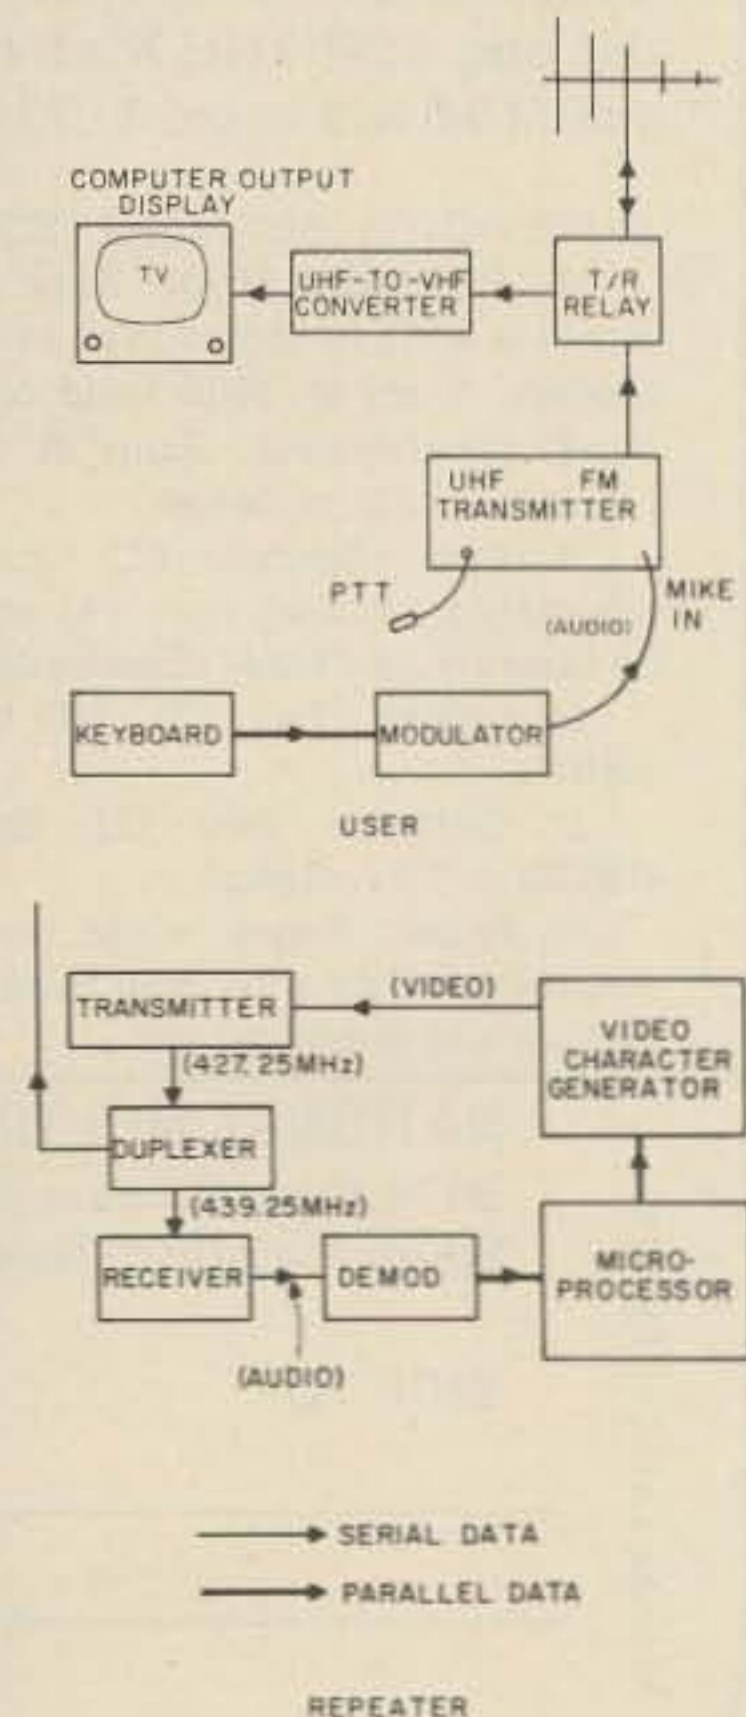 COMPUTER OUTPUT
DISPLAY
TV
UHF-TO-VHF
CONVERTER
T/R
RELAY
UHF FM
TRANSMITTER
PTT
(AUDIO)
MIKE
IN
KEYBOARD
MODULATOR
USER
TRANSMITTER
(VIDEO)
VIDEO
CHARACTER
GENERATOR
(427.25MHz)
DUPLEXER
(439.25MHz)
RECEIVER
DEMOD
MICRO-
PROCESSOR
(AUDIO)
SERIAL DATA
PARALLEL DATA
REPEATER